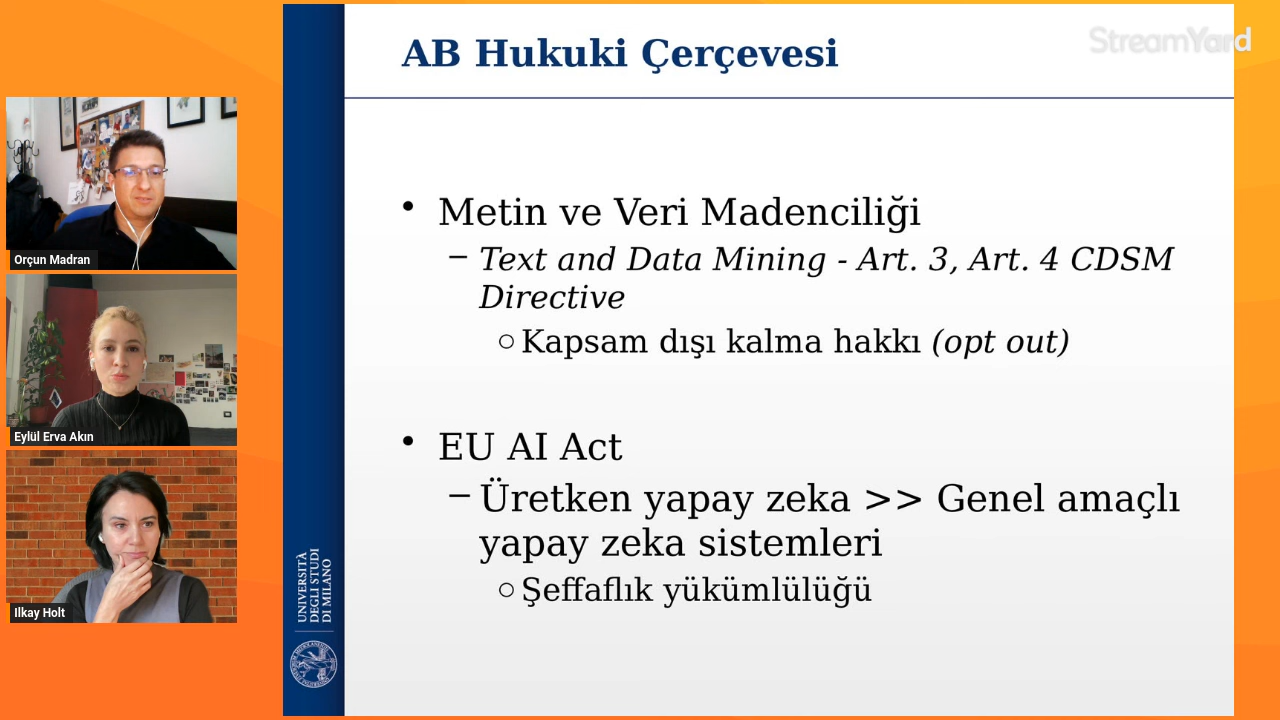 AB Hukuki Çerçevesi
StreamYard
• Metin ve Veri Madenciliği
– Text and Data Mining - Art. 3, Art. 4 CDSM
Directive
○ Kapsam dışı kalma hakkı (opt out)
• EU AI Act
– Üretken yapay zeka >> Genel amaçlı
yapay zeka sistemleri
○ Şeffaflık yükümlülüğü
UNIVERSITÀ
DEGLI STUDI
DI MILANO
Orçun Madran
Eylül Erva Akın
Ilkay Holt